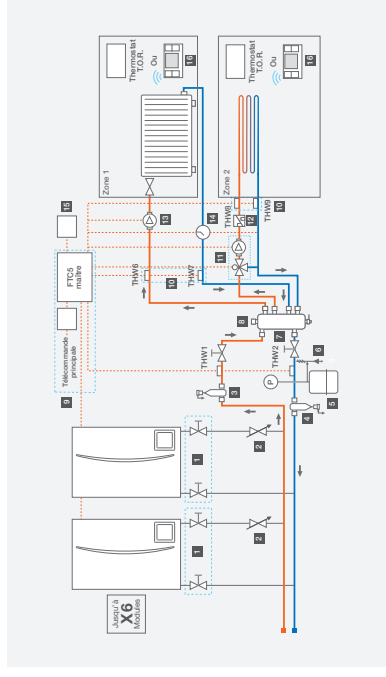 Jusqu'à
X6
Modules
1
1
2
2
9
Télécommande
principale
FTC5
maître
15
3
4
5
6
P
THW1
THW2
7
8
THW6
10
THW7
13
14
11
THW8
12
10
THW9
Zone 1
Thermostat
T.O.R.
Ou
16
Zone 2
Thermostat
T.O.R.
Ou
16